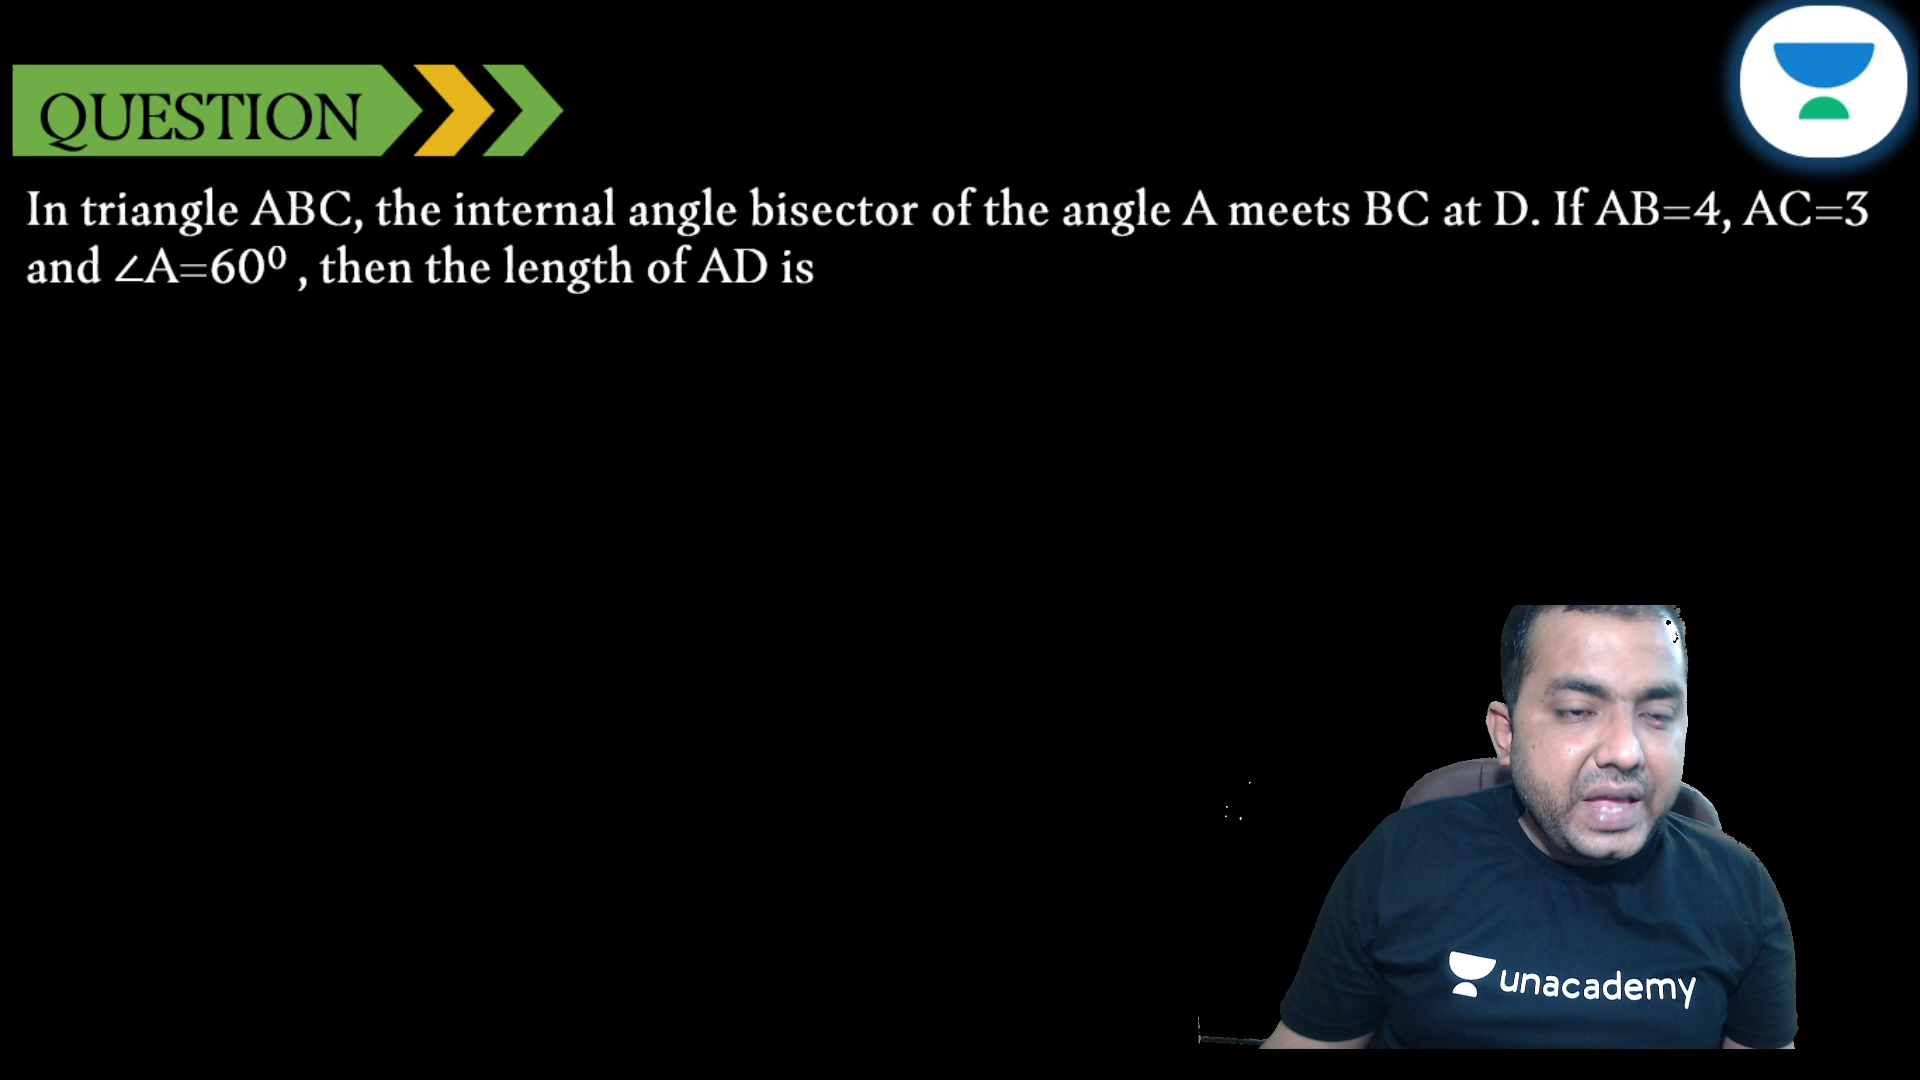 QUESTION
In triangle ABC, the internal angle bisector of the angle A meets BC at D. If AB=4, AC=3
and ∠A=60⁰ , then the length of AD is
unacademy